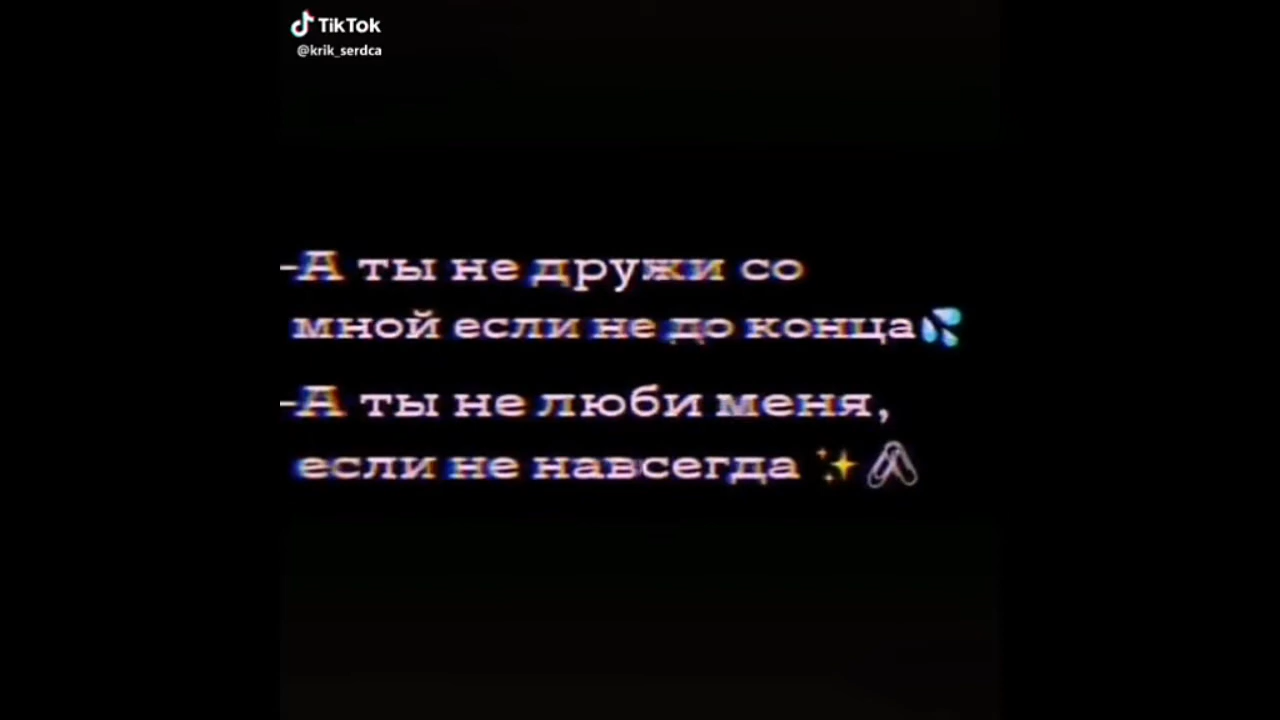 TikTok
@krik_serdca
-А ты не дружи со
мной если не до конца💦
-А ты не люби меня,
если не навсегда ✨🖇